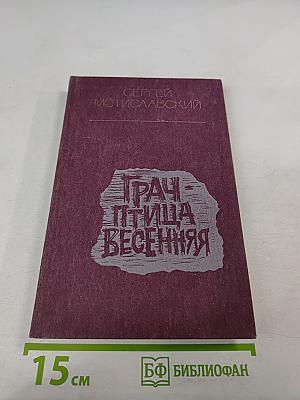 СЕРГЕЙ
МСТИСЛАВСКИЙ
ГРАЧ-
ПТИЦА
ВЕСЕННЯЯ
15 см
БФ БИБЛИОФАН